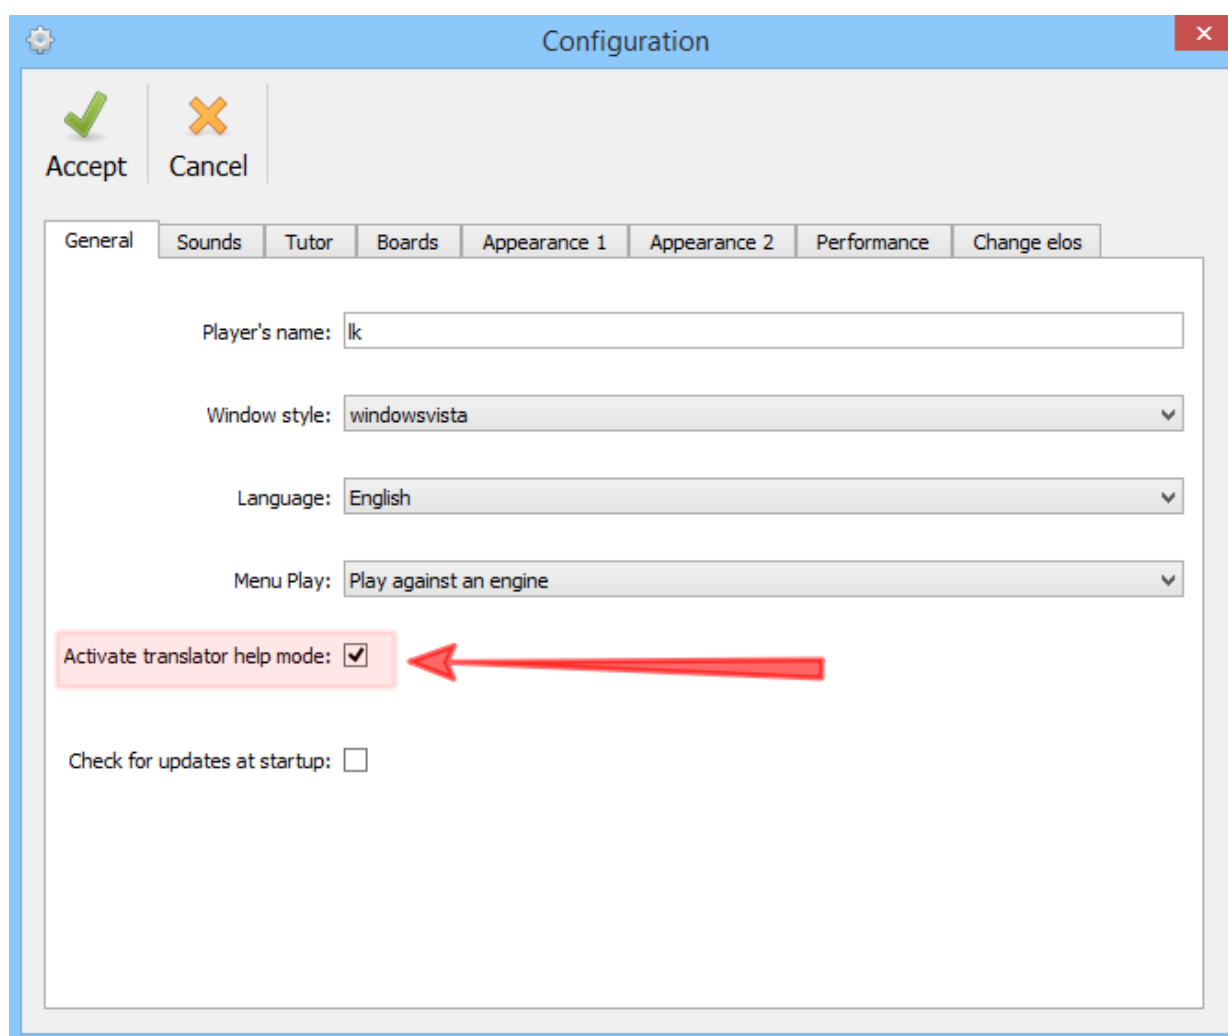 Configuration
Accept Cancel
General Sounds Tutor Boards Appearance 1 Appearance 2 Performance Change elos
Player's name: lk
Window style: windowsvista
Language: English
Menu Play: Play against an engine
Activate translator help mode:
Check for updates at startup: